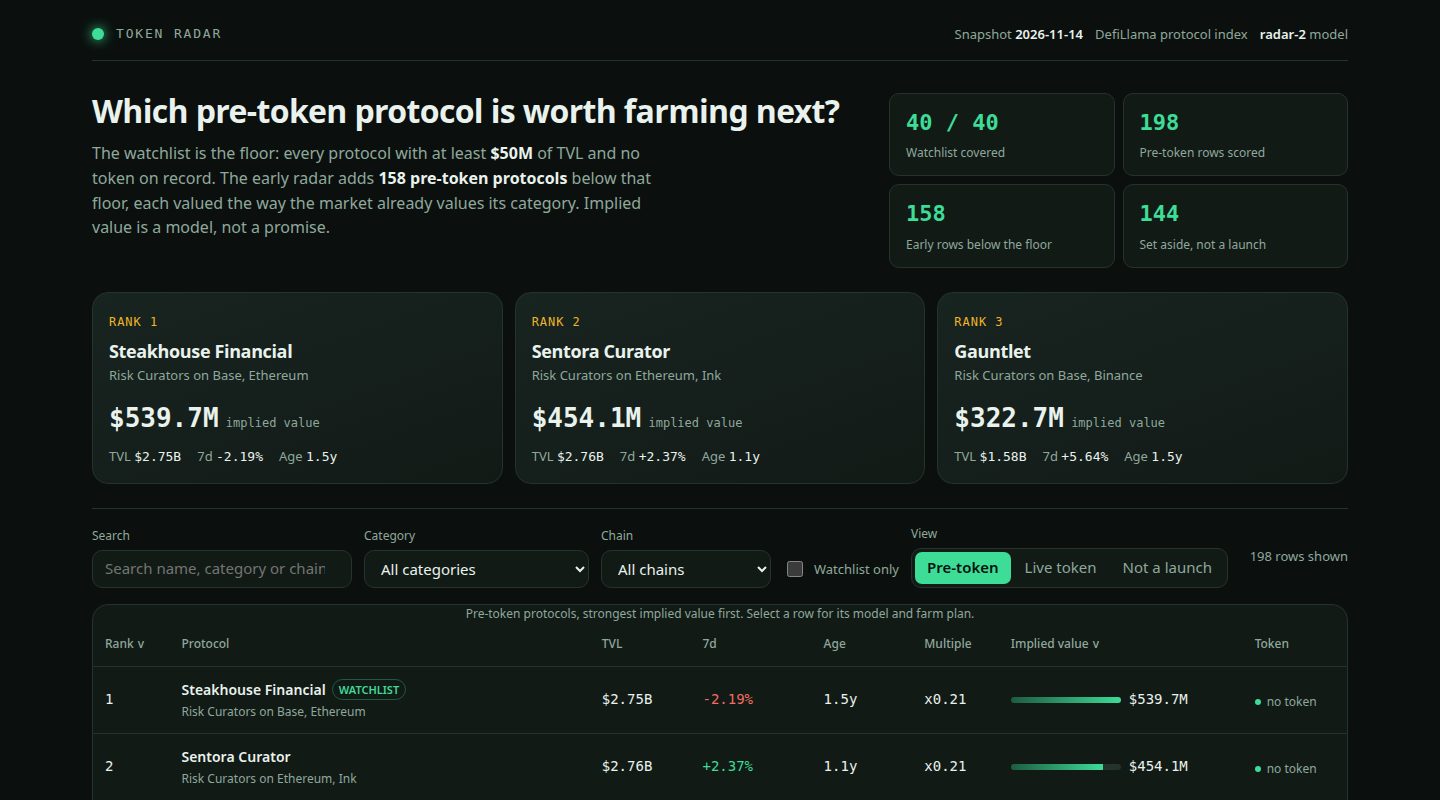 TOKEN RADAR
Snapshot 2026-11-14 DefiLlama protocol index radar-2 model
Which pre-token protocol is worth farming next?
The watchlist is the floor: every protocol with at least $50M of TVL and no
token on record. The early radar adds 158 pre-token protocols below that
floor, each valued the way the market already values its category. Implied
value is a model, not a promise.
40 / 40
Watchlist covered
198
Pre-token rows scored
158
Early rows below the floor
144
Set aside, not a launch
RANK 1
Steakhouse Financial
Risk Curators on Base, Ethereum
$539.7M implied value
TVL $2.75B 7d -2.19% Age 1.5y
RANK 2
Sentora Curator
Risk Curators on Ethereum, Ink
$454.1M implied value
TVL $2.76B 7d +2.37% Age 1.1y
RANK 3
Gauntlet
Risk Curators on Base, Binance
$322.7M implied value
TVL $1.58B 7d +5.64% Age 1.5y
Search
Search name, category or chain
Category
All categories
Chain
All chains
Watchlist only
View
Pre-token Live token Not a launch
198 rows shown
Pre-token protocols, strongest implied value first. Select a row for its model and farm plan.
Rank v Protocol TVL 7d Age Multiple Implied value v Token
1 Steakhouse Financial WATCHLIST $2.75B -2.19% 1.5y x0.21 $539.7M no token
Risk Curators on Base, Ethereum
2 Sentora Curator $2.76B +2.37% 1.1y x0.21 $454.1M no token
Risk Curators on Ethereum, Ink